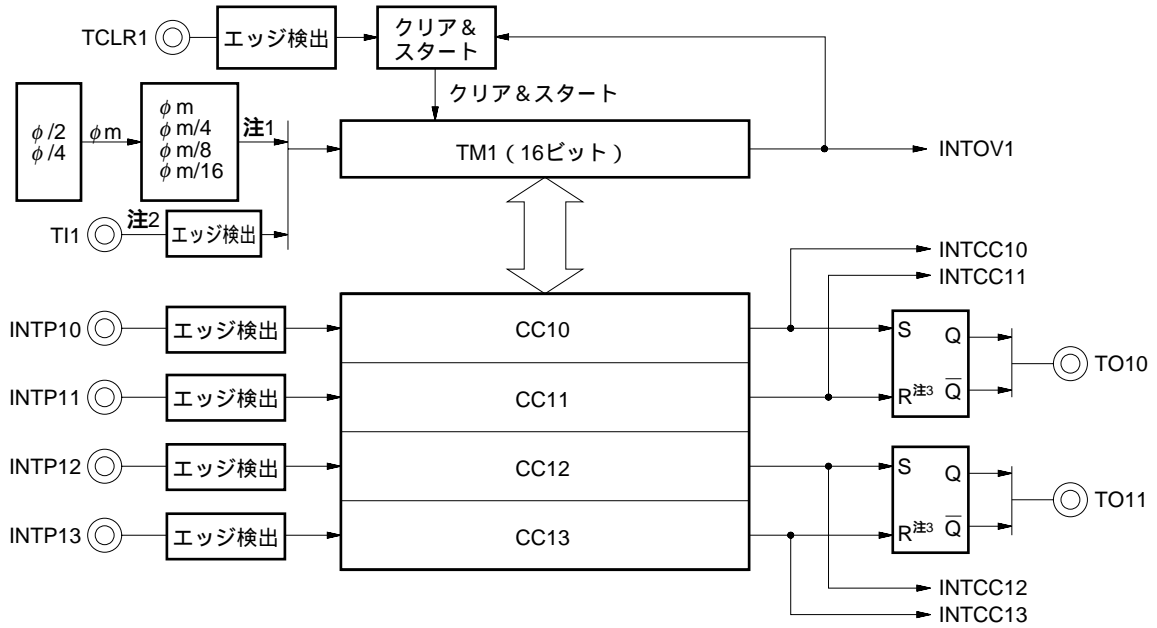 TCLR1
エッジ検出
クリア&
スタート
クリア&スタート
φ/2
φ/4
φm
φm
φm/4
φm/8
φm/16
注1
TM1(16ビット)
INTOV1
TI1
注2
エッジ検出
INTCC10
INTCC11
INTP10
エッジ検出
CC10
S
Q
TO10
INTP11
エッジ検出
CC11
R注3
Q̅
INTP12
エッジ検出
CC12
S
Q
TO11
INTP13
エッジ検出
CC13
R注3
Q̅
INTCC12
INTCC13